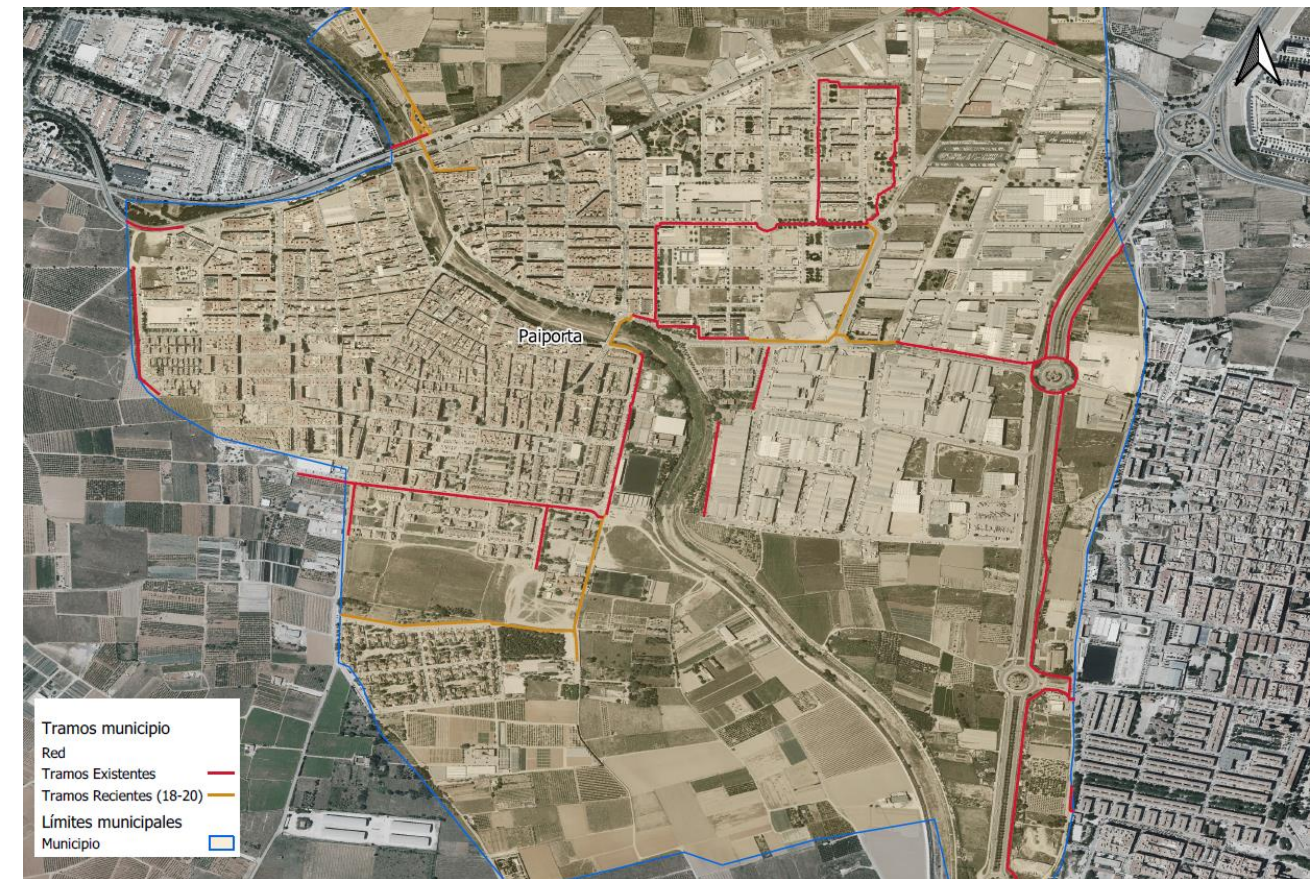 Paiporta
Tramos municipio
Red
Tramos Existentes
Tramos Recientes (18-20)
Límites municipales
Municipio